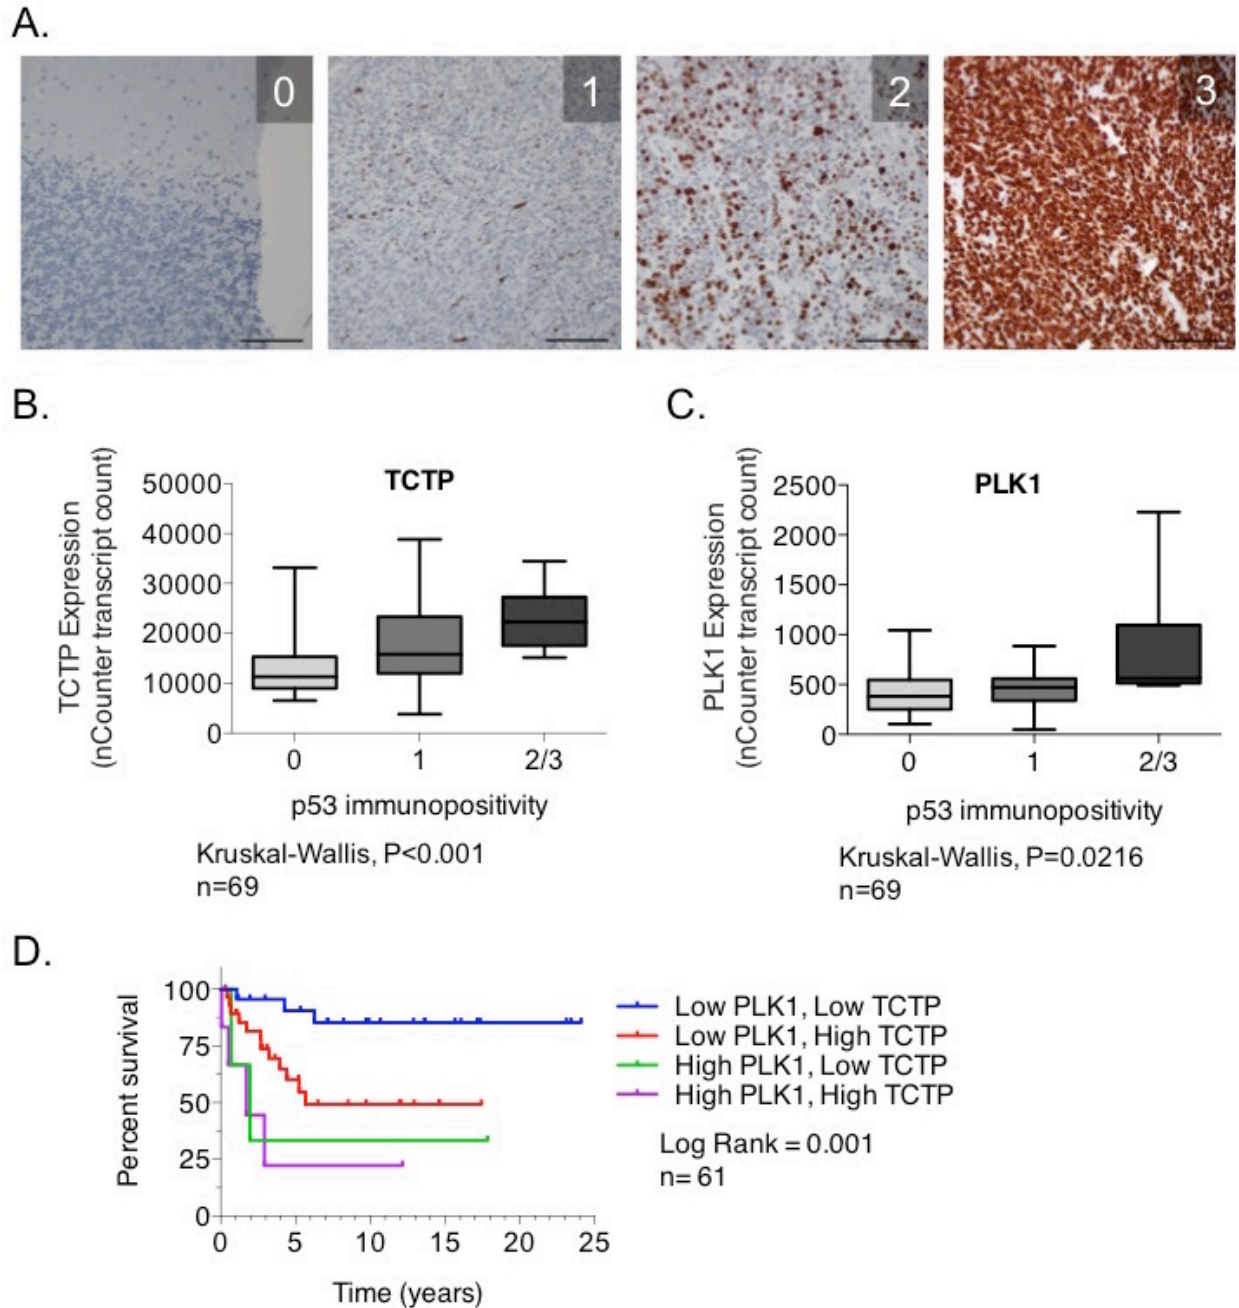 A.
0
1
2
3
B.
TCTP
TCTP Expression
(nCounter transcript count)
50000
40000
30000
20000
10000
0
0 1 2/3
p53 immunopositivity
Kruskal-Wallis, P<0.001
n=69
C.
PLK1
PLK1 Expression
(nCounter transcript count)
2500
2000
1500
1000
500
0
0 1 2/3
p53 immunopositivity
Kruskal-Wallis, P=0.0216
n=69
D.
Percent survival
100
75
50
25
0
0 5 10 15 20 25
Time (years)
Low PLK1, Low TCTP
Low PLK1, High TCTP
High PLK1, Low TCTP
High PLK1, High TCTP
Log Rank = 0.001
n= 61